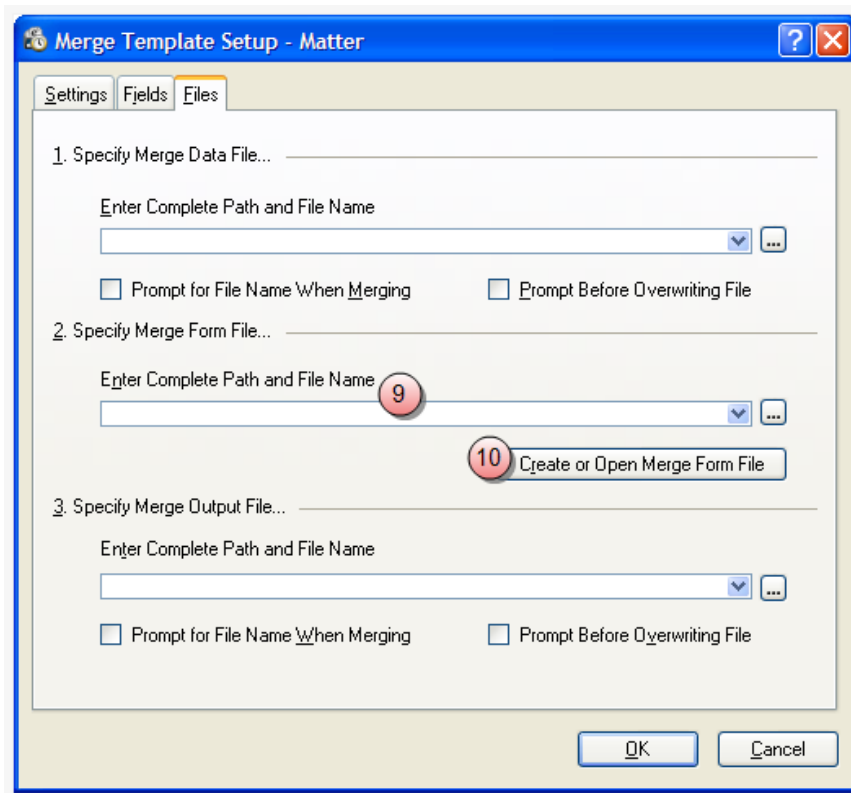 Merge Template Setup - Matter
Settings Fields Files
1. Specify Merge Data File...
Enter Complete Path and File Name
...
Prompt for File Name When Merging Prompt Before Overwriting File
2. Specify Merge Form File...
Enter Complete Path and File Name
9
...
10 Create or Open Merge Form File
3. Specify Merge Output File...
Enter Complete Path and File Name
...
Prompt for File Name When Merging Prompt Before Overwriting File
OK Cancel